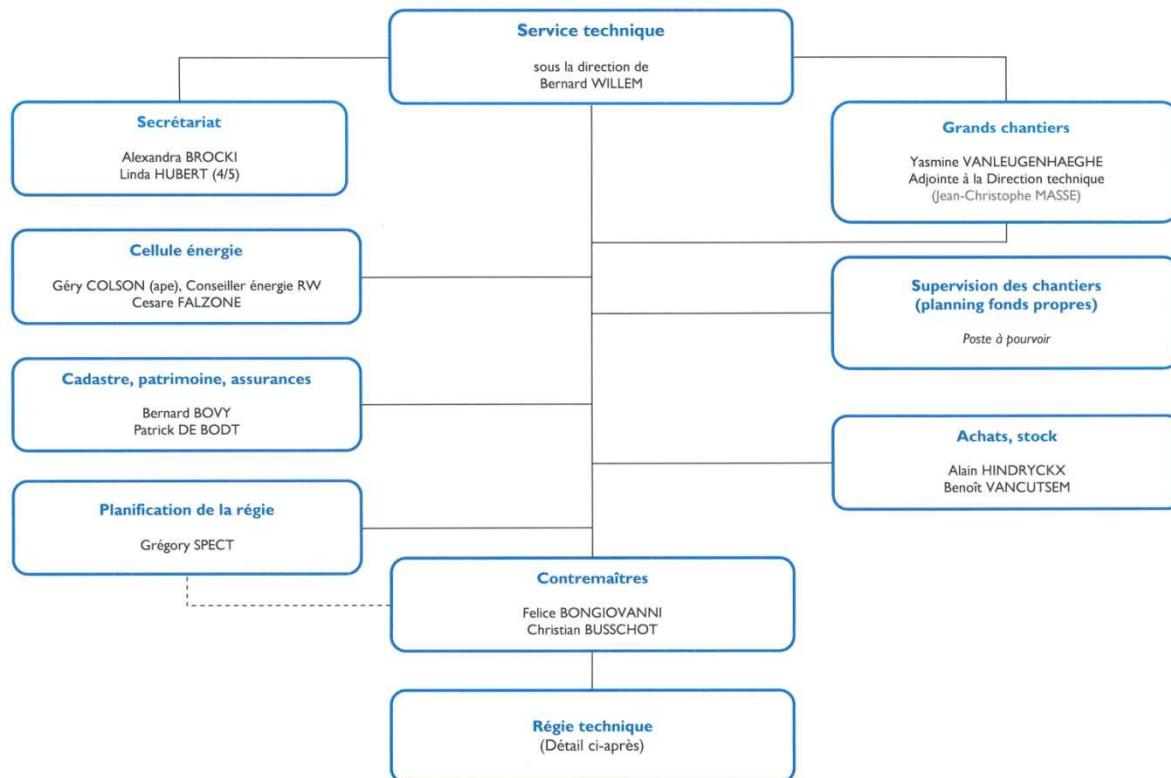 Service technique
sous la direction de
Bernard WILLEM
Secrétariat
Alexandra BROCKI
Linda HUBERT (4/5)
Grands chantiers
Yasmine VANLEUGENHAEGHE
Adjointe à la Direction technique
(Jean-Christophe MASSE)
Cellule énergie
Géry COLSON (ape), Conseiller énergie RW
Cesare FALZONE
Supervision des chantiers
(planning fonds propres)
Poste à pourvoir
Cadastre, patrimoine, assurances
Bernard BOVY
Patrick DE BODT
Achats, stock
Alain HINDRYCKX
Benoît VANCUTSEM
Planification de la régie
Grégory SPECT
Contremaîtres
Felice BONGIOVANNI
Christian BUSSCHOT
Régie technique
(Détail ci-après)